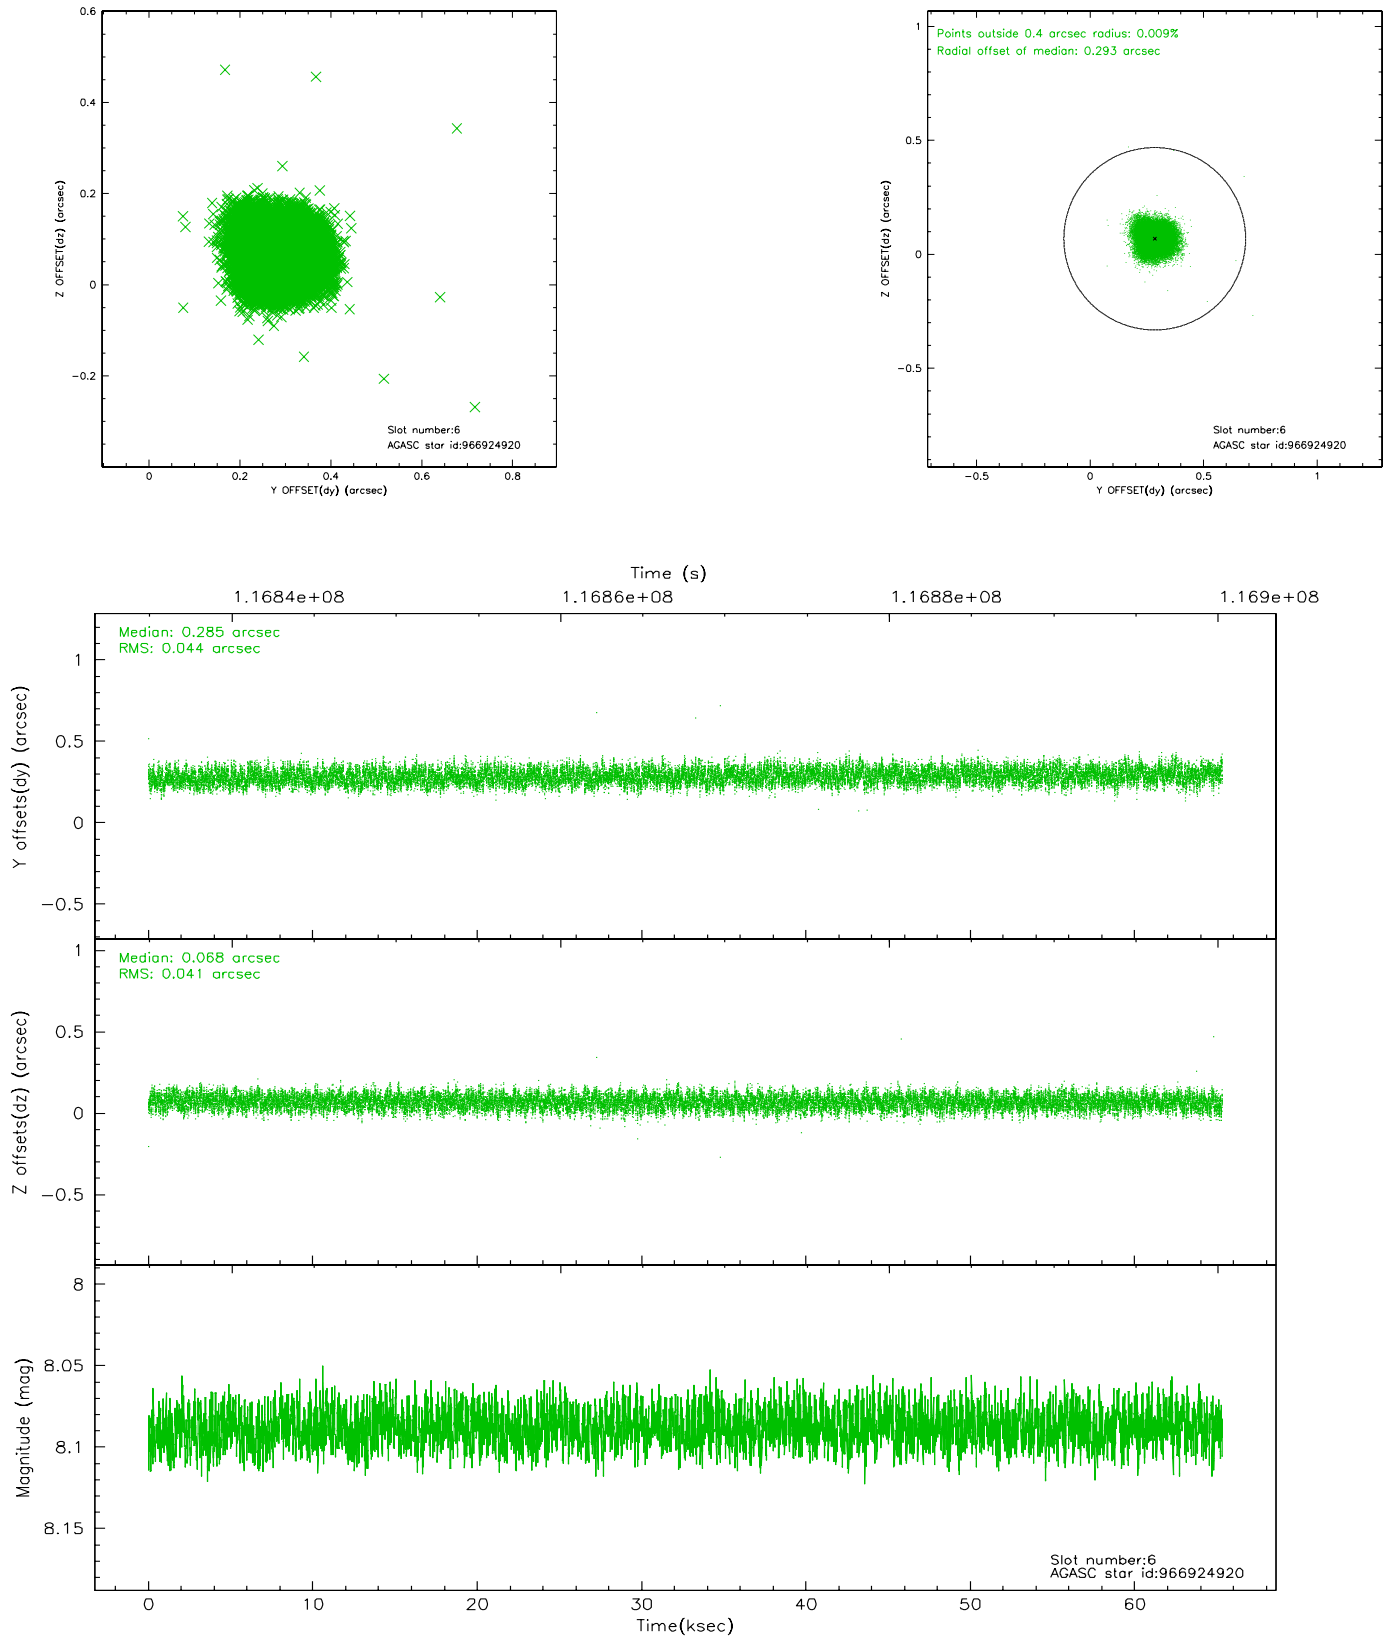 0.6
0.4
0.2
0
−0.2
Z OFFSET(dz) (arcsec)
Slot number:6
AGASC star id:966924920
0 0.2 0.4 0.6 0.8
Y OFFSET(dy) (arcsec)
Points outside 0.4 arcsec radius: 0.009%
Radial offset of median: 0.293 arcsec
1
0.5
0
−0.5
Z OFFSET(dz) (arcsec)
Slot number:6
AGASC star id:966924920
−0.5 0 0.5 1
Y OFFSET(dy) (arcsec)
Time (s)
1.1684e+08 1.1686e+08 1.1688e+08 1.169e+08
Median: 0.285 arcsec
RMS: 0.044 arcsec
1
0.5
0
−0.5
Y offsets(dy) (arcsec)
Median: 0.068 arcsec
RMS: 0.041 arcsec
1
0.5
0
−0.5
Z offsets(dz) (arcsec)
8
8.05
8.1
8.15
Magnitude (mag)
Slot number:6
AGASC star id:966924920
0 10 20 30 40 50 60
Time(ksec)